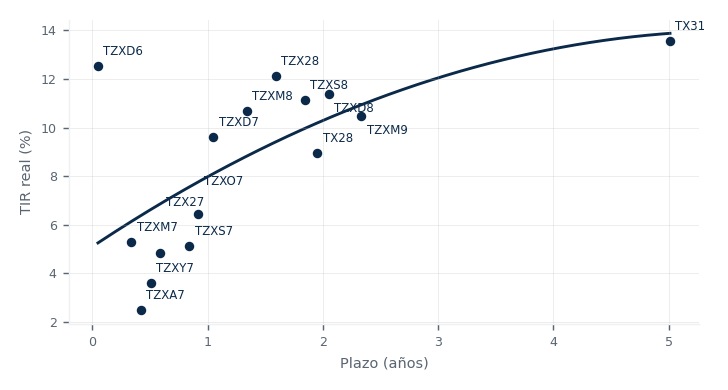 14
12
10
8
6
4
2
TIR real (%)
TX31
TZXD6
TZX28
TZXS8
TZXM8
TZXD8
TZXD7
TZXM9
TX28
TZXO7
TZX27
TZXM7
TZXS7
TZXY7
TZXA7
0 1 2 3 4 5
Plazo (años)